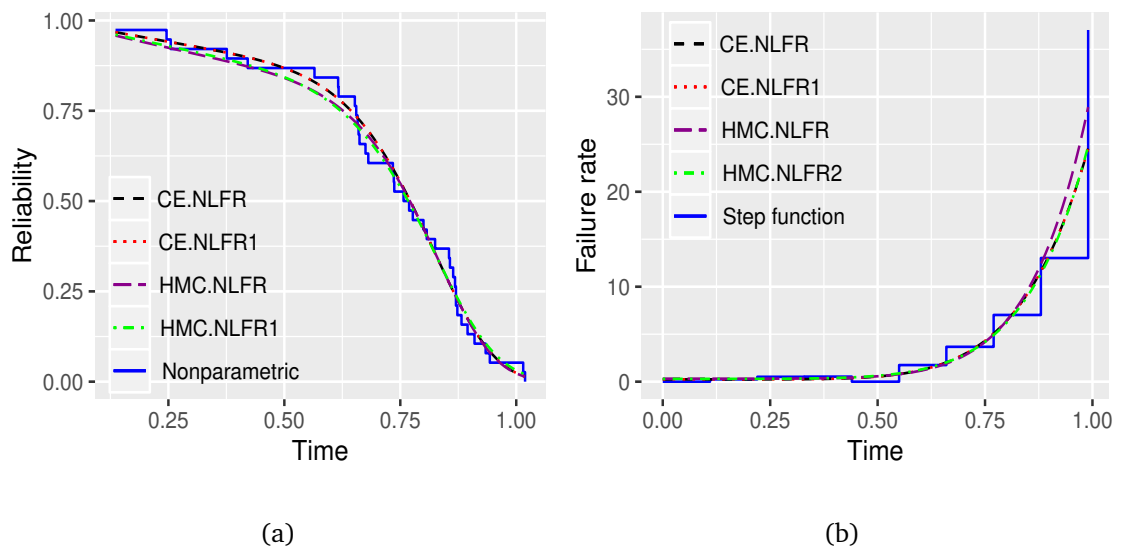 1.00
0.75
0.50
0.25
0.00
Reliability
CE.NLFR
CE.NLFR1
HMC.NLFR
HMC.NLFR1
Nonparametric
0.25
0.50
0.75
1.00
Time
(a)
30
20
10
0
Failure rate
CE.NLFR
CE.NLFR1
HMC.NLFR
HMC.NLFR2
Step function
0.00
0.25
0.50
0.75
1.00
Time
(b)